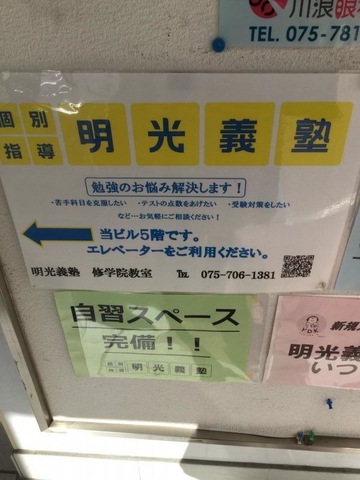 川浪眼
TEL. 075-781
個別
指導
明光義塾
勉強のお悩み解決します!
・苦手科目を克服したい ・テストの点数をあげたい ・受験対策をしたい
など…お気軽にご相談ください!
当ビル5階です。
エレベーターをご利用ください。
明光義塾 修学院教室 ℡ 075-706-1381
自習スペース
完備!!
個別
指導
明光義塾
新規
明光義
いつ